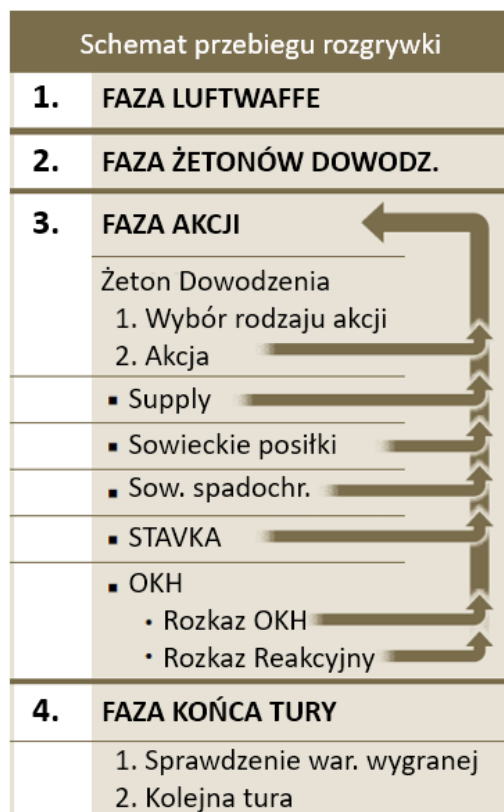 Schemat przebiegu rozgrywki
1. FAZA LUFTWAFFE
2. FAZA ŻETONÓW DOWODZ.
3. FAZA AKCJI
Żeton Dowodzenia
1. Wybór rodzaju akcji
2. Akcja
▪ Supply
▪ Sowieckie posiłki
▪ Sow. spadochr.
▪ STAVKA
▪ OKH
• Rozkaz OKH
• Rozkaz Reakcyjny
4. FAZA KOŃCA TURY
1. Sprawdzenie war. wygranej
2. Kolejna tura